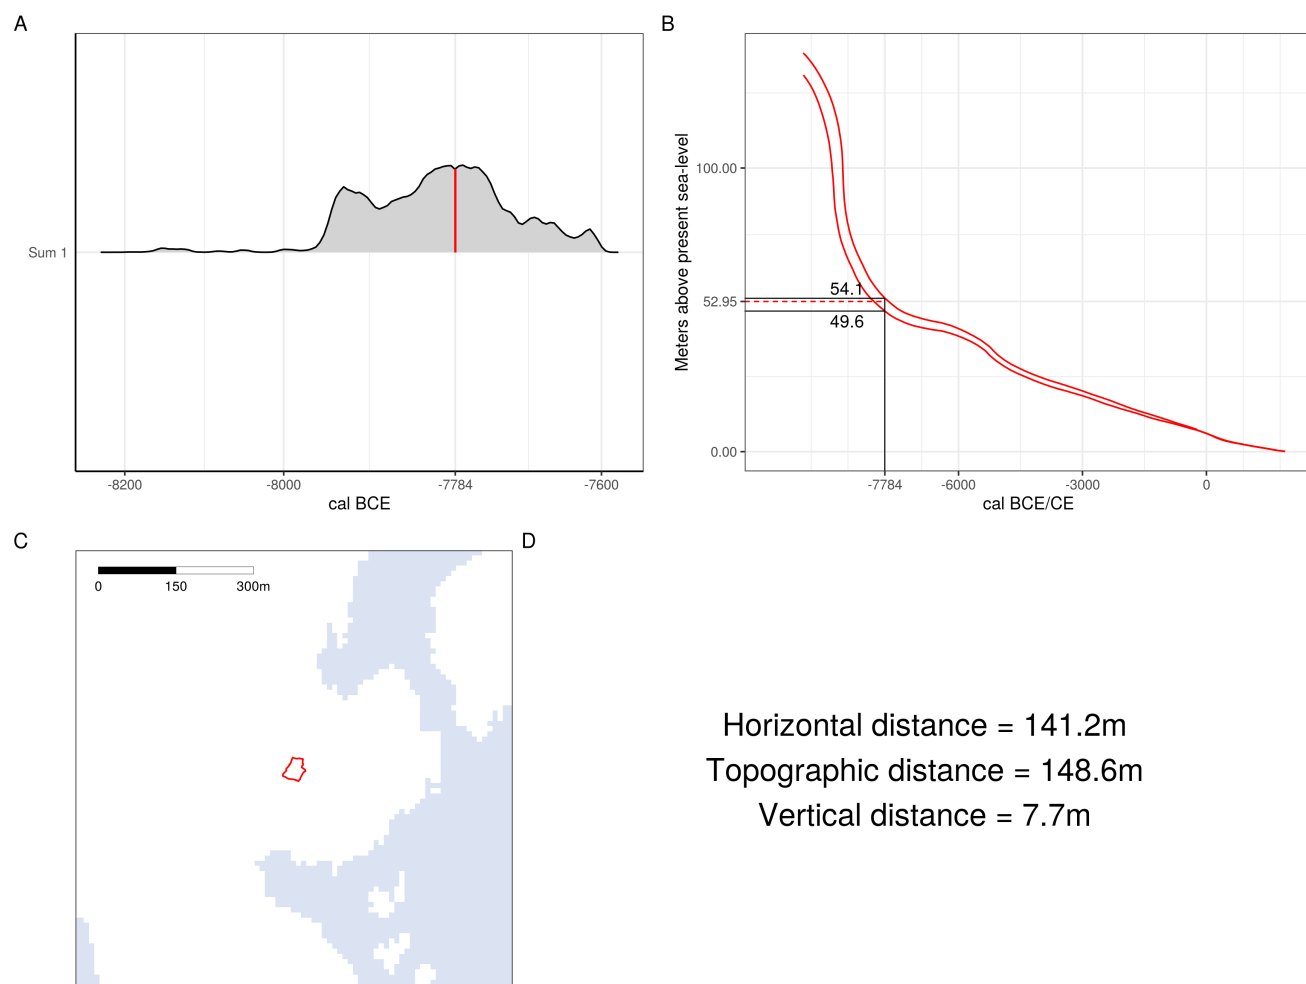 A
Sum 1
-8200 -8000 -7784 -7600
cal BCE
B
Meters above present sea-level
100.00
52.95
0.00
54.1
49.6
-7784 -6000 -3000 0
cal BCE/CE
C
0 150 300m
D
Horizontal distance = 141.2m
Topographic distance = 148.6m
Vertical distance = 7.7m